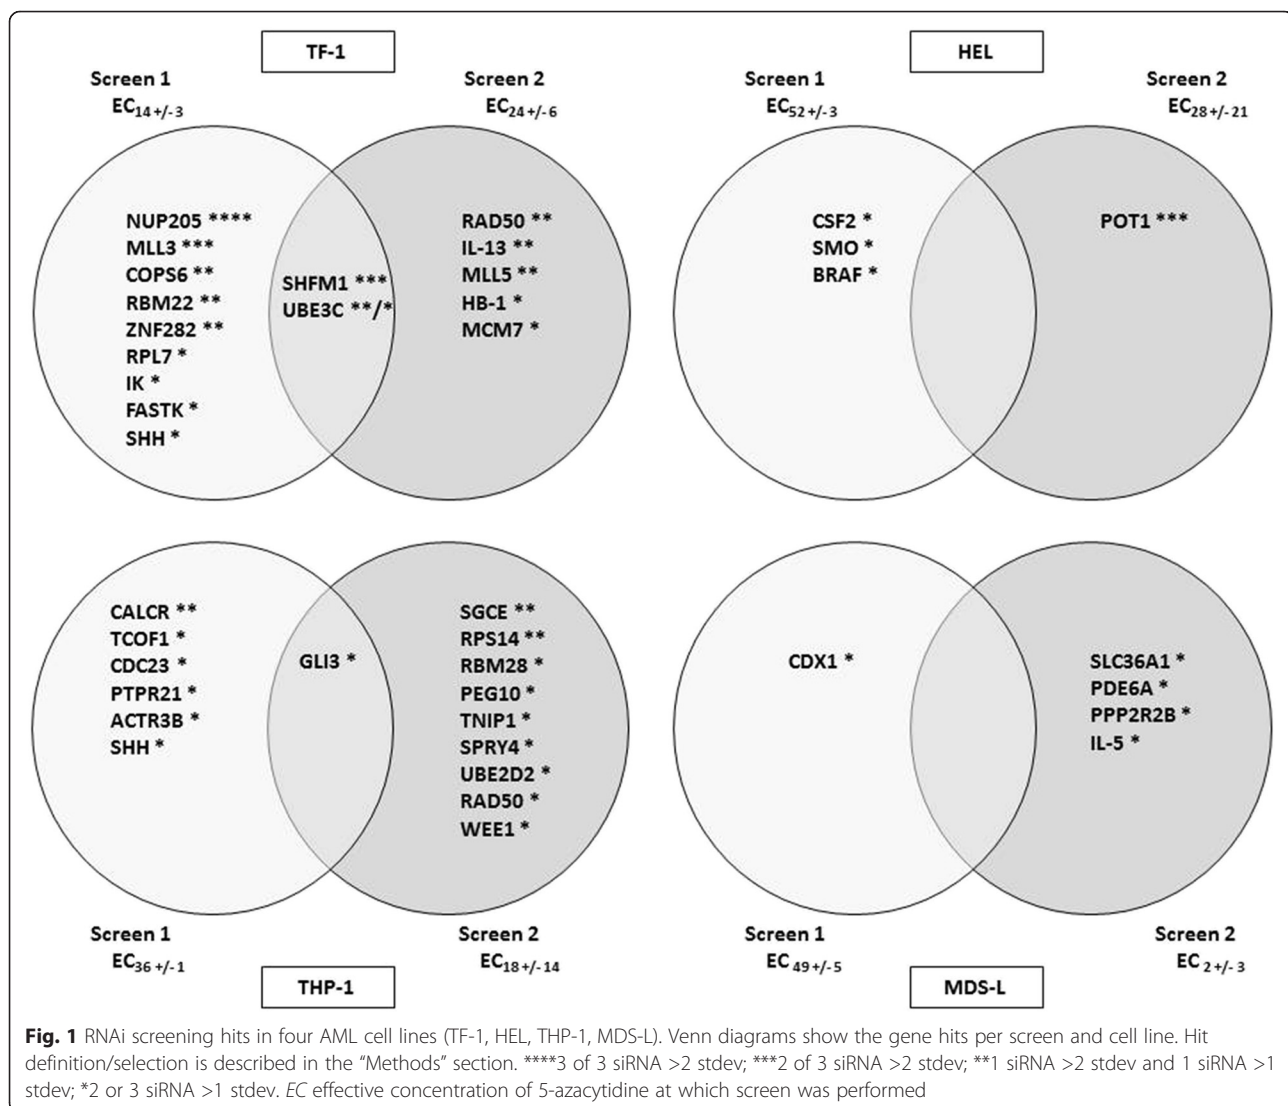 TF-1
Screen 1
EC14+/-3
Screen 2
EC24+/-6
NUP205 ****
MLL3 ***
COPS6 **
RBM22 **
ZNF282 **
RPL7 *
IK *
FASTK *
SHH *
SHFM1 ***
UBE3C **/*
RAD50 **
IL-13 **
MLL5 **
HB-1 *
MCM7 *
HEL
Screen 1
EC52+/-3
Screen 2
EC28+/-21
CSF2 *
SMO *
BRAF *
POT1 ***
CALCR **
TCOF1 *
CDC23 *
PTPR21 *
ACTR3B *
SHH *
GLI3 *
SGCE **
RPS14 **
RBM28 *
PEG10 *
TNIP1 *
SPRY4 *
UBE2D2 *
RAD50 *
WEE1 *
Screen 1
EC36 +/-1
Screen 2
EC18+/-14
THP-1
CDX1 *
SLC36A1 *
PDE6A *
PPP2R2B *
IL-5 *
Screen 1
EC 49+/-5
Screen 2
EC 2+/-3
MDS-L
Fig. 1 RNAi screening hits in four AML cell lines (TF-1, HEL, THP-1, MDS-L). Venn diagrams show the gene hits per screen and cell line. Hit
definition/selection is described in the “Methods” section. ****3 of 3 siRNA >2 stdev; ***2 of 3 siRNA >2 stdev; **1 siRNA >2 stdev and 1 siRNA >1
stdev; *2 or 3 siRNA >1 stdev. EC effective concentration of 5-azacytidine at which screen was performed